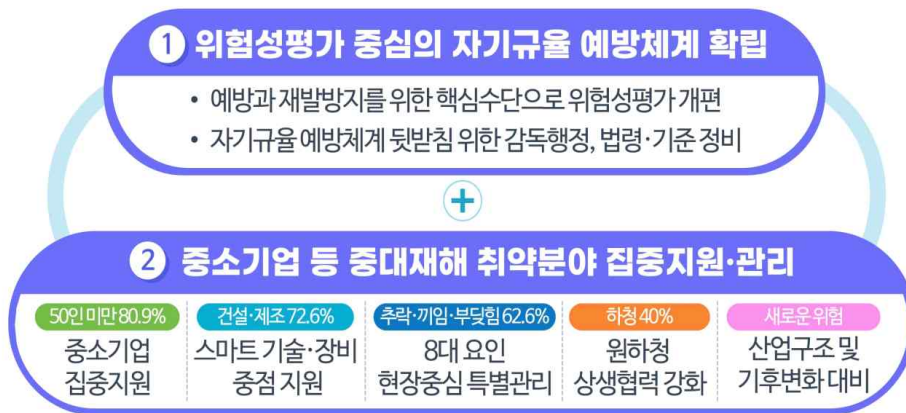 1 위험성평가 중심의 자기규율 예방체계 확립
• 예방과 재발방지를 위한 핵심수단으로 위험성평가 개편
• 자기규율 예방체계 뒷받침 위한 감독행정, 법령·기준 정비
+
2 중소기업 등 중대재해 취약분야 집중지원·관리
50인 미만 80.9%
중소기업
집중지원
건설·제조 72.6%
스마트 기술·장비
중점 지원
추락·끼임·부딪힘 62.6%
8대 요인
현장중심 특별관리
하청 40%
원하청
상생협력 강화
새로운 위험
산업구조 및
기후변화 대비